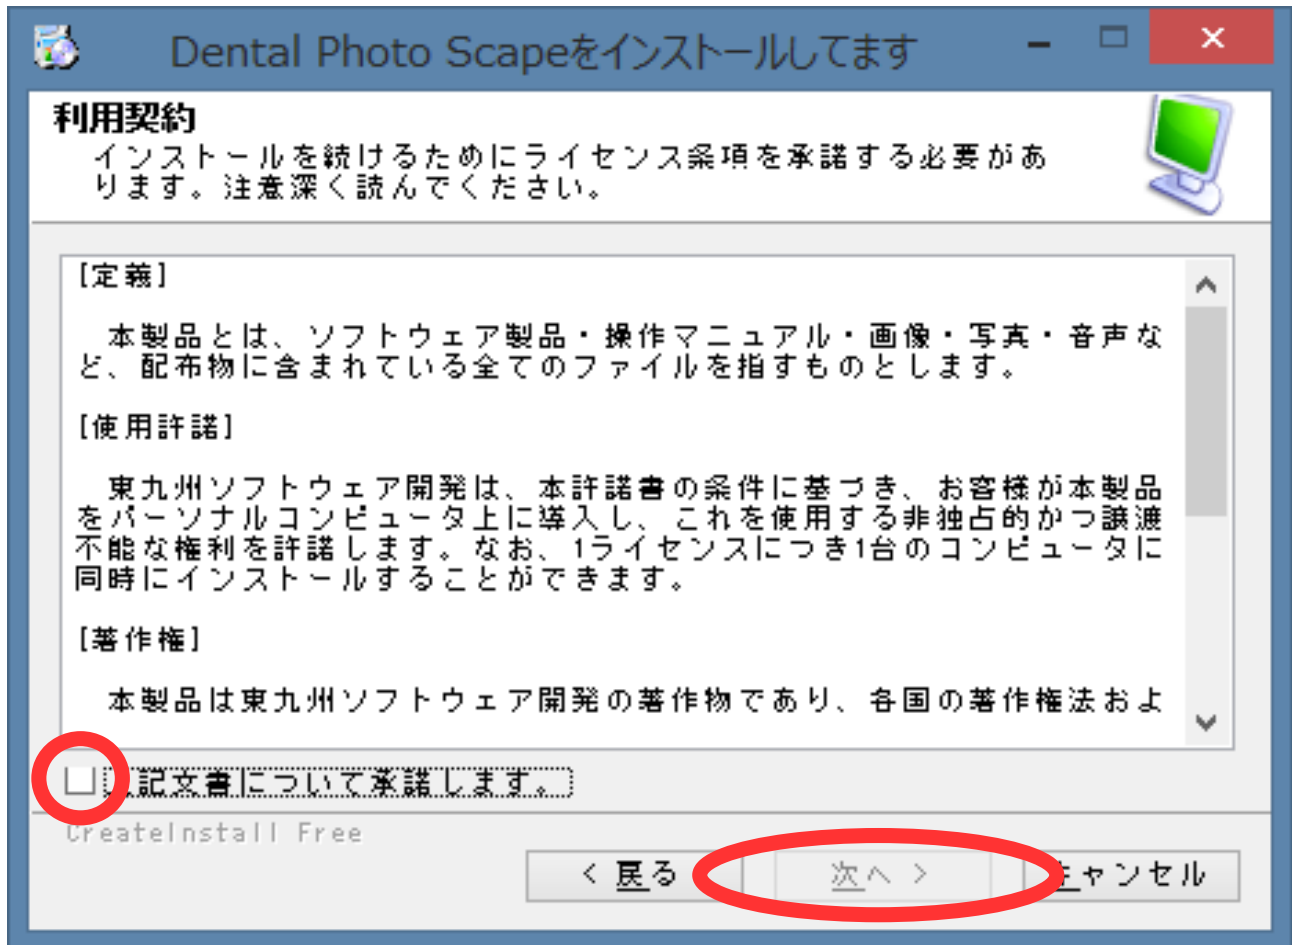 Dental Photo Scapeをインストールしてます
利用契約
インストールを続けるためにライセンス条項を承諾する必要があ
ります。注意深く読んでください。
[定義]
本製品とは、ソフトウェア製品・操作マニュアル・画像・写真・音声な
ど、配布物に含まれている全てのファイルを指すものとします。
[使用許諾]
東九州ソフトウェア開発は、本許諾書の条件に基づき、お客様が本製品
をパーソナルコンピュータ上に導入し、これを使用する非独占的かつ譲渡
不能な権利を許諾します。なお、1ライセンスにつき1台のコンピュータに
同時にインストールすることができます。
[著作権]
本製品は東九州ソフトウェア開発の著作物であり、各国の著作権法およ
記文書について承諾します。
CreateInstall Free
< 戻る
次へ >
キャンセル